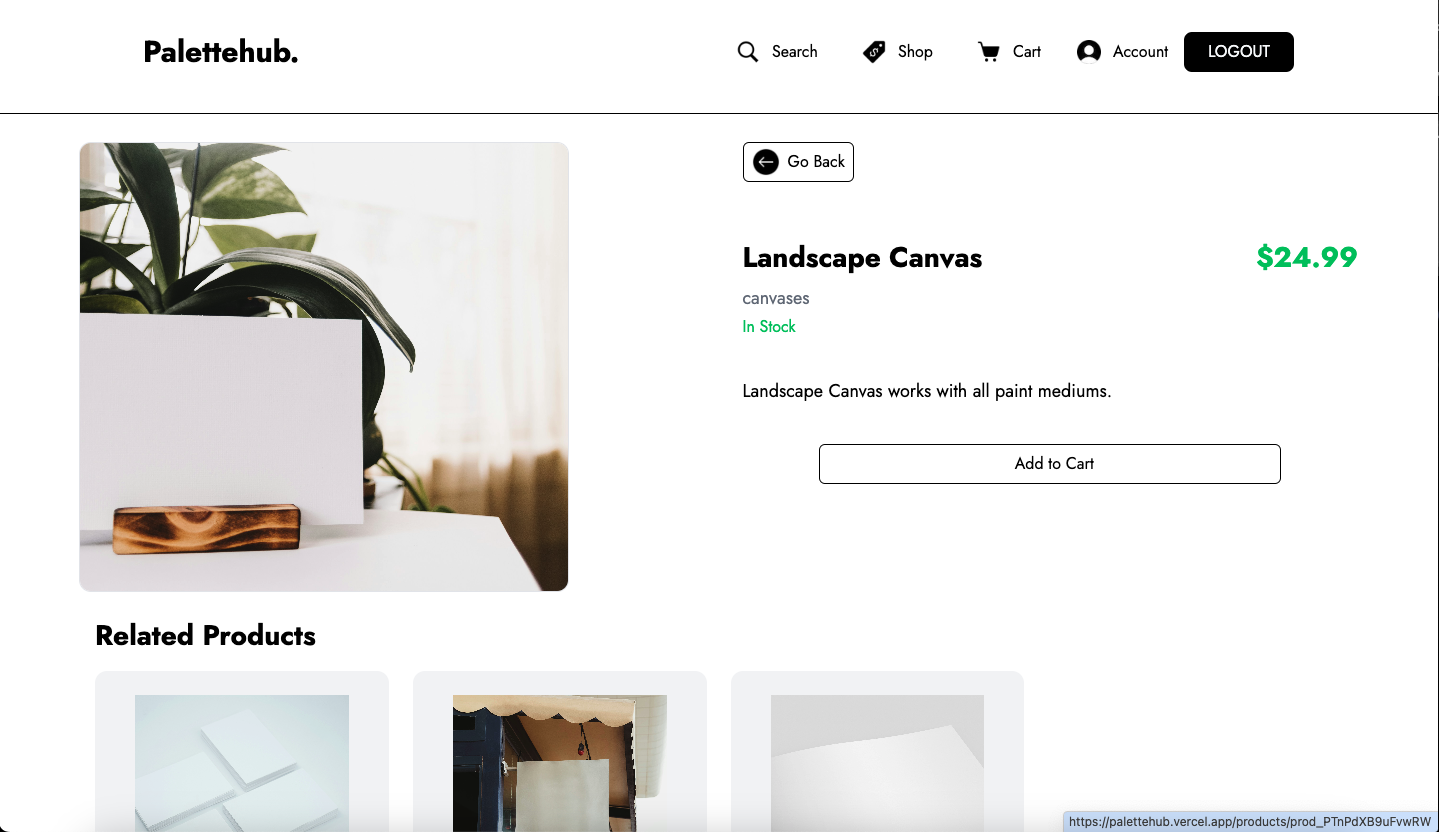 Palettehub.
Search
Shop
Cart
Account
LOGOUT
Go Back
Landscape Canvas
$24.99
canvases
In Stock
Landscape Canvas works with all paint mediums.
Add to Cart
Related Products
https://palettehub.vercel.app/products/prod_PTnPdXB9uFvwRW